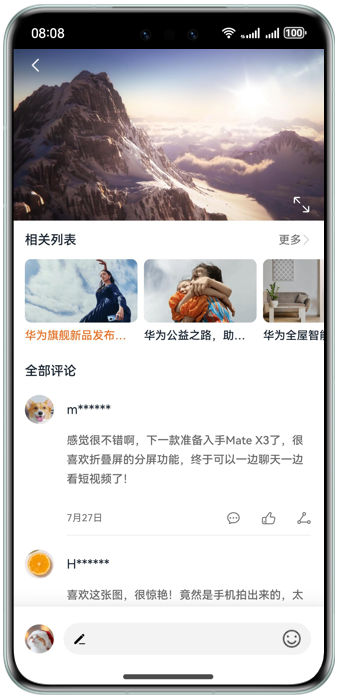 08:08
100
相关列表
更多
华为旗舰新品发布...
华为公益之路，助...
华为全屋智能
全部评论
m******
感觉很不错啊，下一款准备入手Mate X3了，很
喜欢折叠屏的分屏功能，终于可以一边聊天一边
看短视频了！
7月27日
H******
喜欢这张图，很惊艳！竟然是手机拍出来的，太